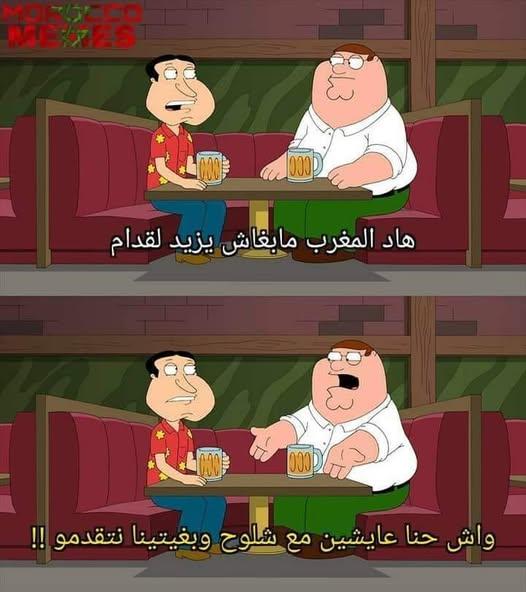 MOROCCO
MEMES
هاد المغرب مابغاش يزيد لقدام
واش حنا عايشين مع شلوح وبغيتينا نتقدمو !!